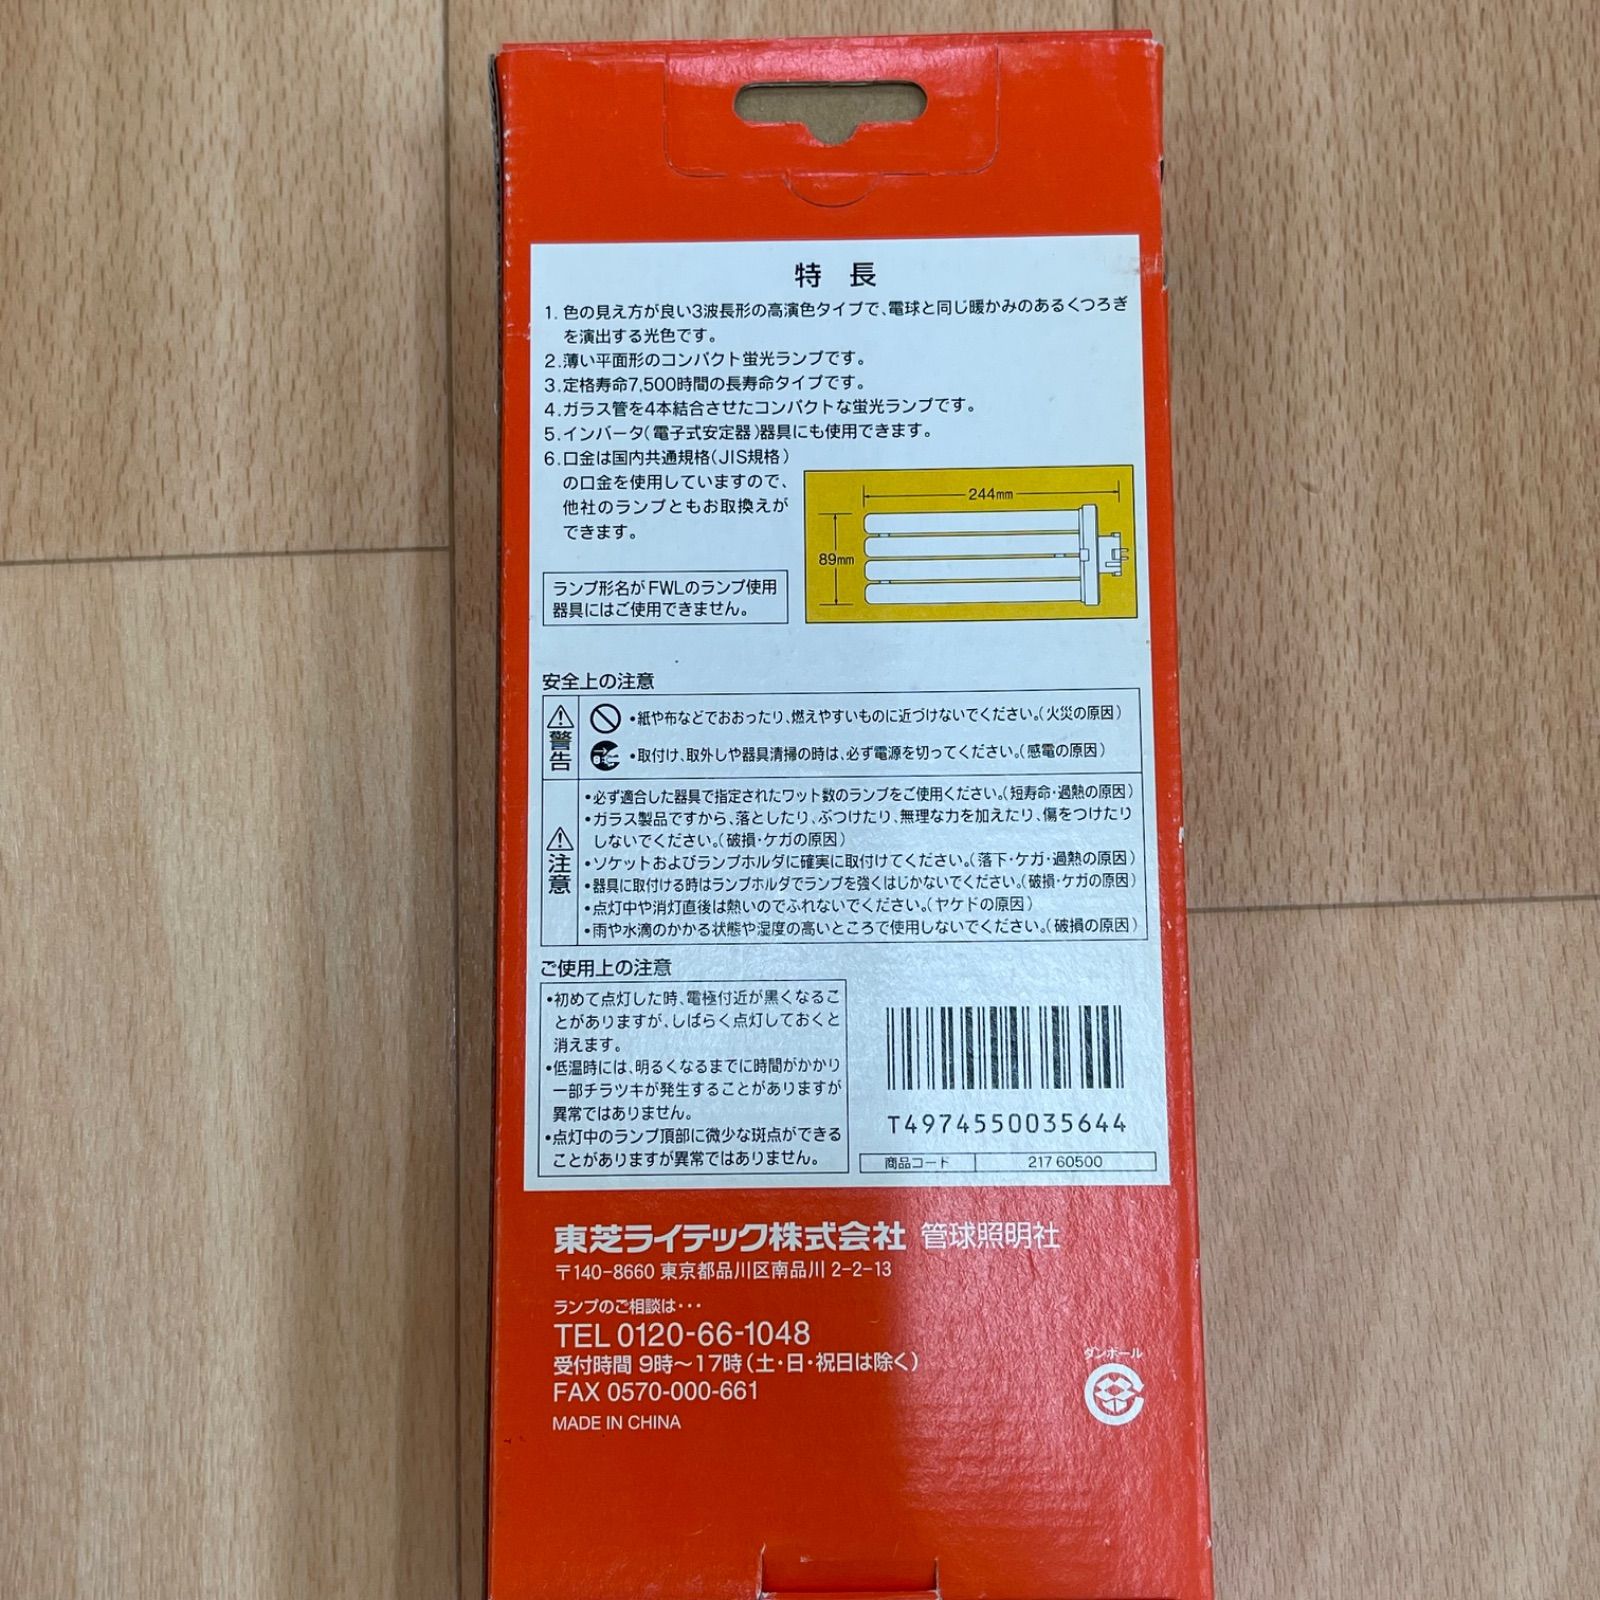 特長
1. 色の見え方が良い3波長形の高演色タイプで、電球と同じ暖かみのあるくつろぎ
を演出する光色です。
2. 薄い平面形のコンパクト蛍光ランプです。
3. 定格寿命7,500時間の長寿命タイプです。
4. ガラス管を4本結合させたコンパクトな蛍光ランプです。
5. インバータ(電子式安定器)器具にも使用できます。
6. 口金は国内共通規格(JIS規格)
の口金を使用していますので、
他社のランプともお取換えが
できます。
244mm
89mm
ランプ形名がFWLのランプ使用
器具にはご使用できません。
安全上の注意
警告
・紙や布などでおおったり、燃えやすいものに近づけないでください。(火災の原因)
・取付け、取外しや器具清掃の時は、必ず電源を切ってください。(感電の原因)
注意
・必ず適合した器具で指定されたワット数のランプをご使用ください。(短寿命・過熱の原因)
・ガラス製品ですから、落としたり、ぶつけたり、無理な力を加えたり、傷をつけたり
しないでください。(破損・ケガの原因)
・ソケットおよびランプホルダに確実に取付けてください。(落下・ケガ・過熱の原因)
・器具に取付ける時はランプホルダでランプを強くはじかないでください。(破損・ケガの原因)
・点灯中や消灯直後は熱いのでふれないでください。(ヤケドの原因)
・雨や水滴のかかる状態や湿度の高いところで使用しないでください。(破損の原因)
ご使用上の注意
・初めて点灯した時、電極付近が黒くなるこ
とがありますが、しばらく点灯しておくと
消えます。
・低温時には、明るくなるまでに時間がかかり
一部チラツキが発生することがありますが
異常ではありません。
・点灯中のランプ頂部に微少な斑点ができる
ことがありますが異常ではありません。
T4974550035644
商品コード 217 60500
東芝ライテック株式会社 管球照明社
〒140-8660 東京都品川区南品川 2-2-13
ランプのご相談は・・・
TEL 0120-66-1048
受付時間 9時～17時(土・日・祝日は除く)
FAX 0570-000-661
MADE IN CHINA
ダンボール